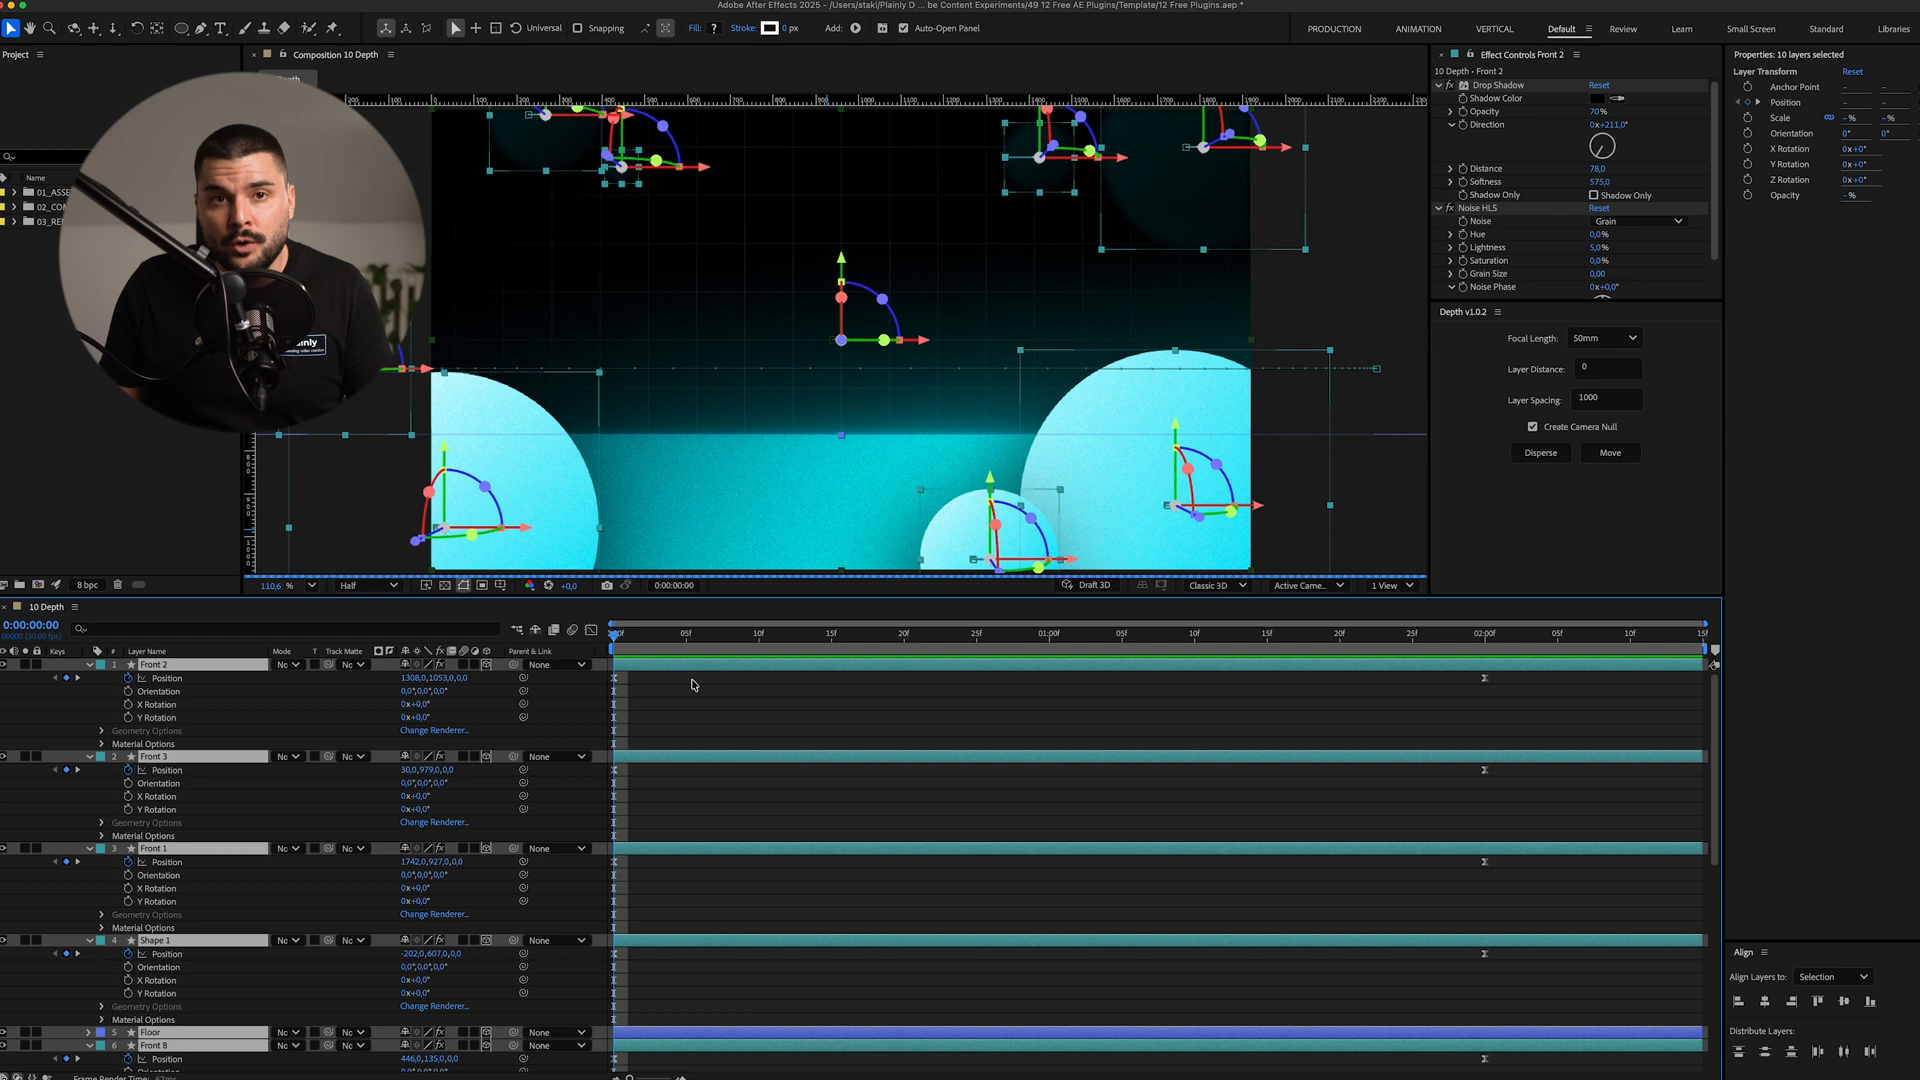 Adobe After Effects 2025 - /Users/staki/Plainly D ... be Content Experiments/49 12 Free AE Plugins/Template/12 Free Plugins.aep *
Universal
Snapping
Fill: ?
Stroke: 0 px
Add:
Auto-Open Panel
PRODUCTION
ANIMATION
VERTICAL
Default
Review
Learn
Small Screen
Standard
Libraries
Project
Composition 10 Depth
Effect Controls Front 2
Properties: 10 layers selected
10 Depth • Front 2
Drop Shadow Reset
Shadow Color
Opacity 70%
Direction 0x+211,0°
Distance 78,0
Softness 575,0
Shadow Only Shadow Only
Noise HLS Reset
Noise Grain
Hue 0,0%
Lightness 5,0%
Saturation 0,0%
Grain Size 0,00
Noise Phase 0x+0,0°
Layer Transform Reset
Anchor Point - -
Position - -
Scale -% -%
Orientation 0° 0°
X Rotation 0x+0°
Y Rotation 0x+0°
Z Rotation 0x+0°
Opacity -%
Name
01_ASSE
02_CON
03_RE
Depth v1.0.2
Focal Length: 50mm
Layer Distance: 0
Layer Spacing: 1000
Create Camera Null
Disperse Move
8 bpc
110,6 %
Half
+0,0
0:00:00:00
Draft 3D
Classic 3D
Active Came...
1 View
10 Depth
0:00:00:00
00000 (30.00 fps)
05f 10f 15f 20f 25f 01:00f 05f 10f 15f 20f 25f 02:00f 05f 10f 15f
Keys # Layer Name Mode T Track Matte Parent & Link
1 Front 2 Nc Nc None
Position 1308,0,1053,0,0,0
Orientation 0,0°,0,0°,0,0°
X Rotation 0x+0,0°
Y Rotation 0x+0,0°
Geometry Options Change Renderer...
Material Options
2 Front 3 Nc Nc None
Position 30,0,979,0,0,0
Orientation 0,0°,0,0°,0,0°
X Rotation 0x+0,0°
Y Rotation 0x+0,0°
Geometry Options Change Renderer...
Material Options
3 Front 1 Nc Nc None
Position 1742,0,927,0,0,0
Orientation 0,0°,0,0°,0,0°
X Rotation 0x+0,0°
Y Rotation 0x+0,0°
Geometry Options Change Renderer...
Material Options
4 Shape 1 Nc Nc None
Position -202,0,607,0,0,0
Orientation 0,0°,0,0°,0,0°
X Rotation 0x+0,0°
Y Rotation 0x+0,0°
Geometry Options Change Renderer...
Material Options
5 Floor Nc Nc None
6 Front 8 Nc Nc None
Position 446,0,135,0,0,0
Frame Render Time:
Align
Align Layers to: Selection
Distribute Layers: